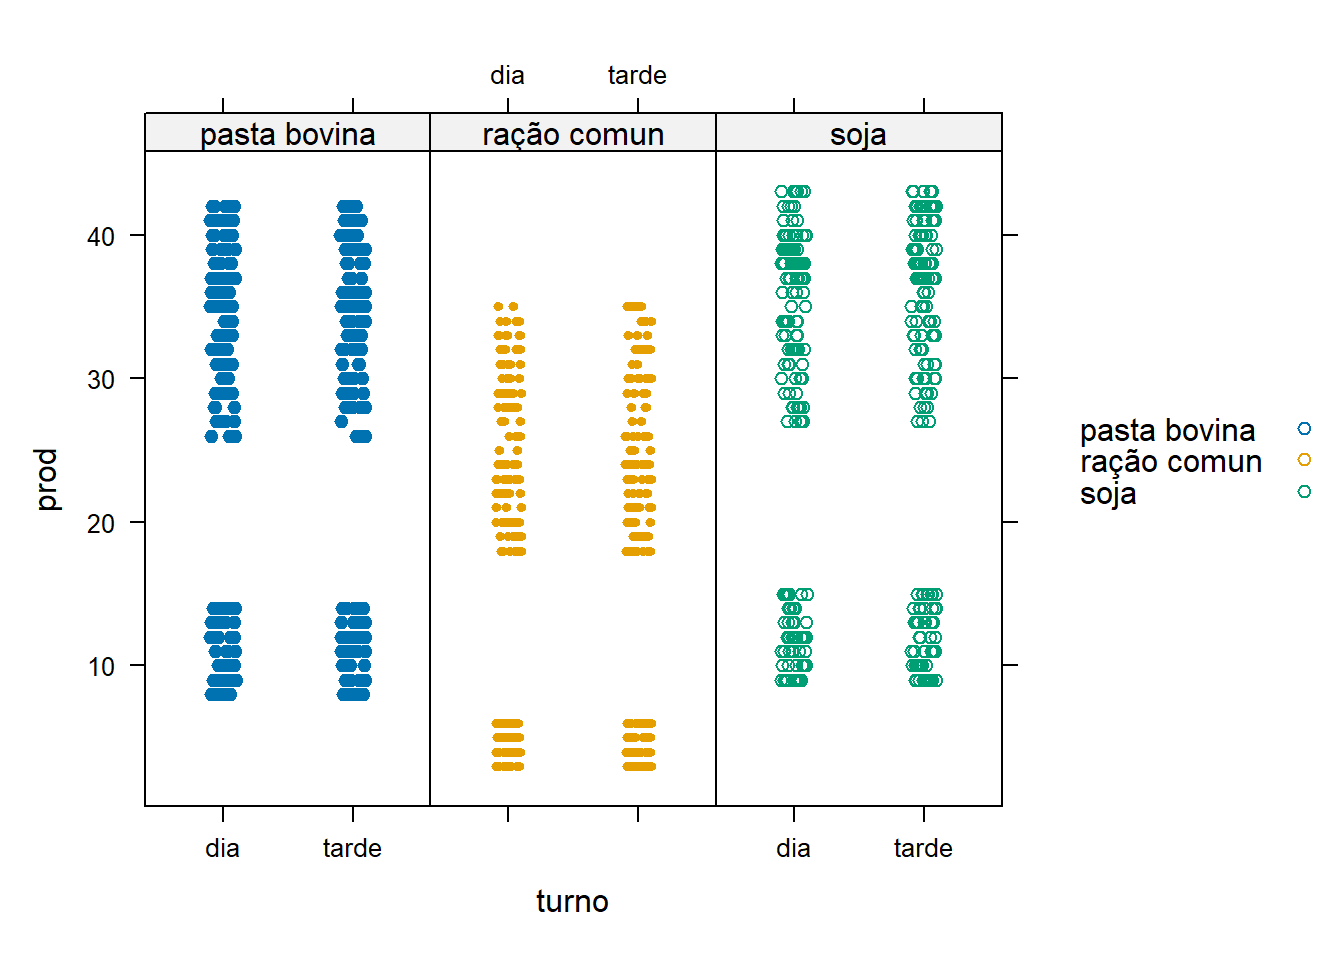 dia tarde
pasta bovina ração comun soja
40
30
20
10
prod
pasta bovina
ração comun
soja
dia tarde dia tarde
turno